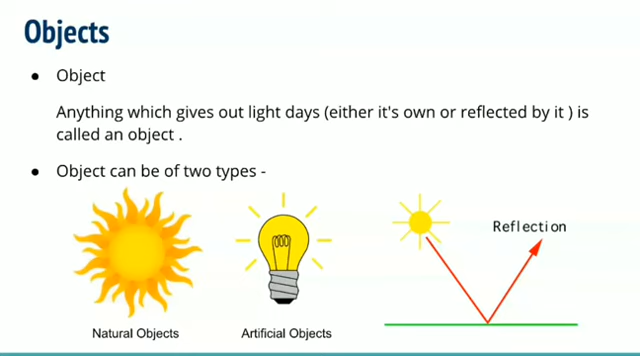 Objects
● Object
Anything which gives out light days (either it's own or reflected by it ) is
called an object .
● Object can be of two types -
Reflection
Natural Objects
Artificial Objects